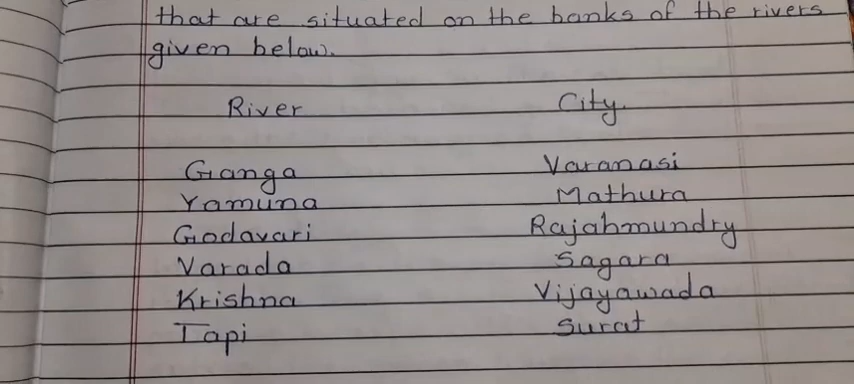 that are situated on the banks of the rivers
given below.
River City.
Ganga Varanasi
Yamuna Mathura
Godavari Rajahmundry
Varada Sagara
Krishna Vijayawada
Tapi Surat